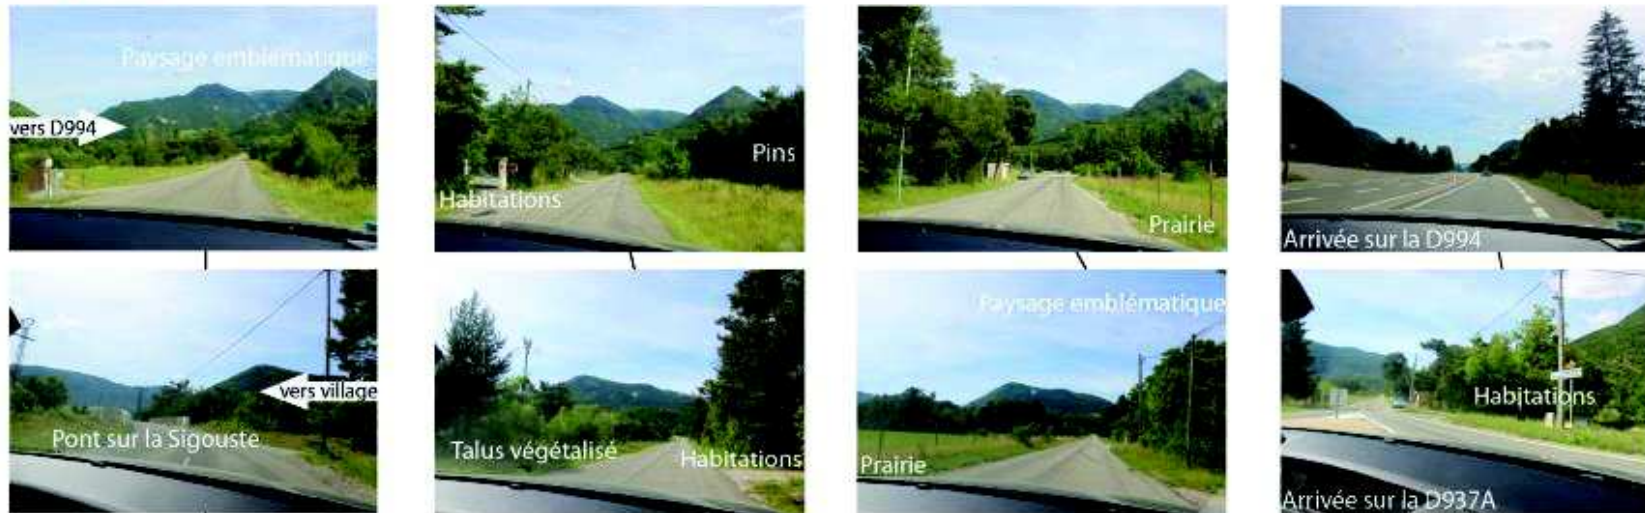 Paysage emblématique
vers D994
Habitations
Pins
Prairie
Arrivée sur la D994
Pont sur la Sigouste
vers village
Talus végétalisé
Habitations
Paysage emblématique
Prairie
Habitations
Arrivée sur la D937A